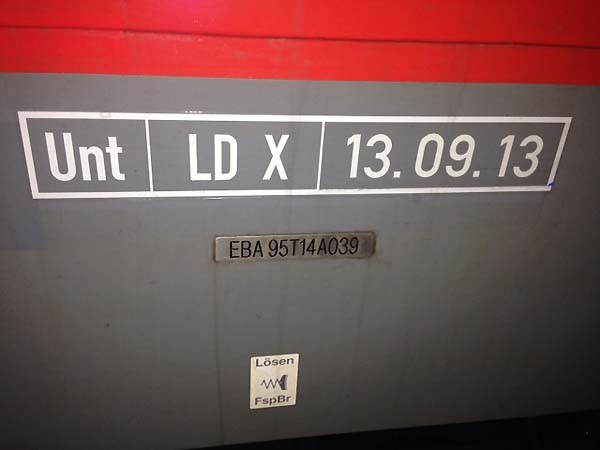 Unt LD X 13.09.13
EBA 95T14A039
Lösen
FspBr